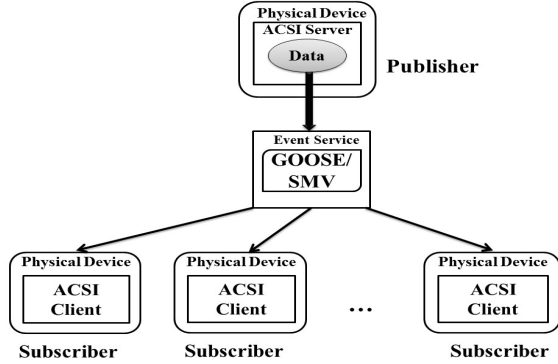 Physical Device
ACSI Server
Data
Publisher
Event Service
GOOSE/
SMV
Physical Device
ACSI
Client
Subscriber
Physical Device
ACSI
Client
Subscriber
...
Physical Device
ACSI
Client
Subscriber